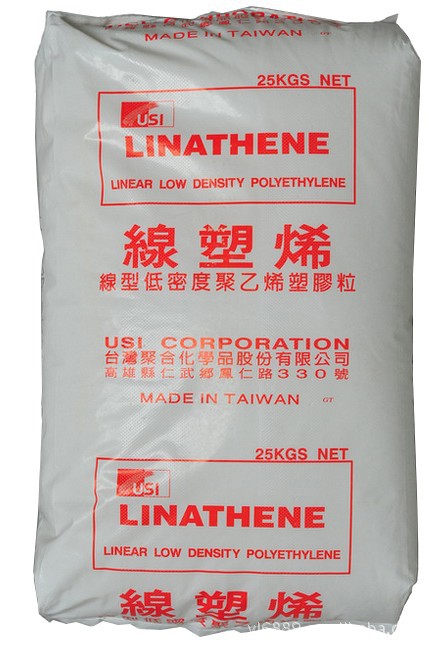 MADE IN TAIWAN GT
25KGS NET
USI
LINATHENE
LINEAR LOW DENSITY POLYETHYLENE
線塑烯
線型低密度聚乙烯塑膠粒
USI CORPORATION
台灣聚合化學品股份有限公司
高雄縣仁武鄉鳳仁路330號
MADE IN TAIWAN GT
25KGS NET
USI
LINATHENE
LINEAR LOW DENSITY POLYETHYLENE
線塑烯